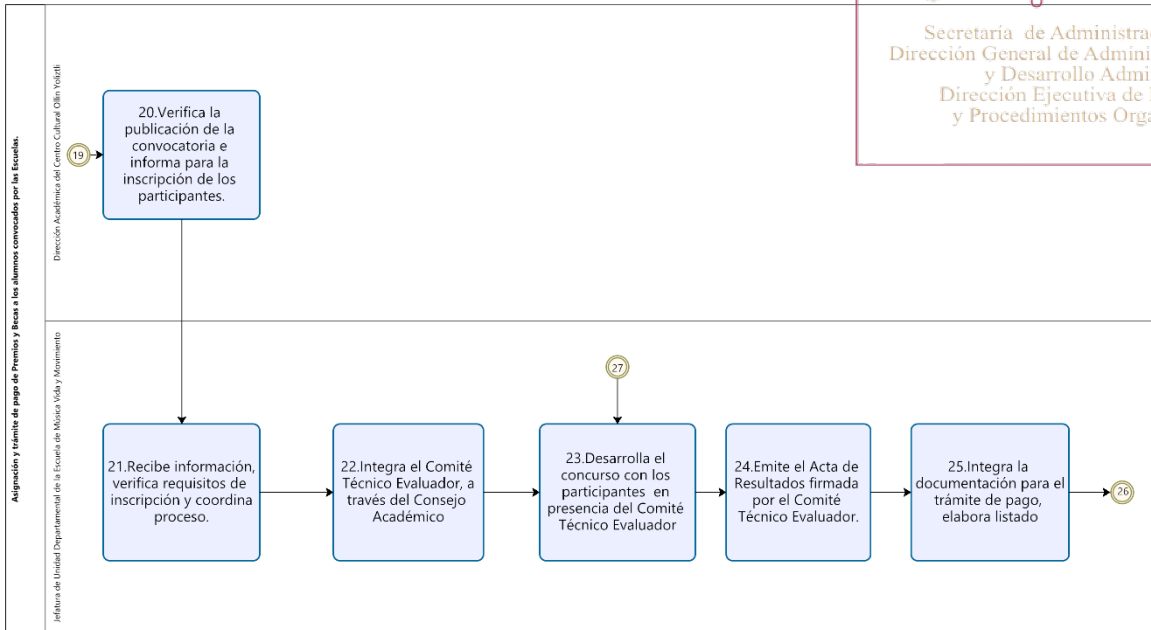 Secretaría de Administra
Dirección General de Admini
y Desarrollo Admi
Dirección Ejecutiva de
y Procedimientos Orga
Asignación y trámite de pago de Premios y Becas a los alumnos convocados por las Escuelas.
Dirección Académica del Centro Cultural Ollin Yoliztli
19
20.Verifica la
publicación de la
convocatoria e
informa para la
inscripción de los
participantes.
Jefatura de Unidad Departamental de la Escuela de Música Vida y Movimiento
27
21.Recibe información,
verifica requisitos de
inscripción y coordina
proceso.
22.Integra el Comité
Técnico Evaluador, a
través del Consejo
Académico
23.Desarrolla el
concurso con los
participantes en
presencia del Comité
Técnico Evaluador
24.Emite el Acta de
Resultados firmada
por el Comité
Técnico Evaluador.
25.Integra la
documentación para el
trámite de pago,
elabora listado
26